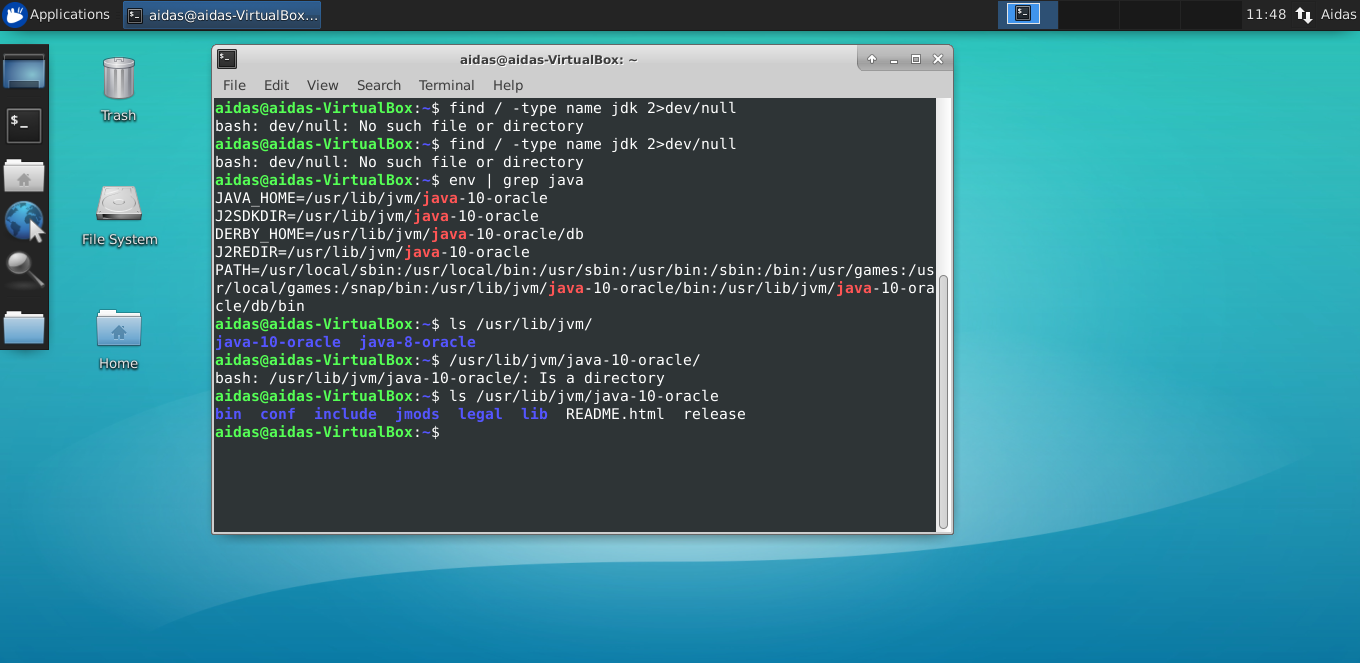 Applications
aidas@aidas-VirtualBox...
11:48
Aidas
Trash
File System
Home
aidas@aidas-VirtualBox: ~
File Edit View Search Terminal Help
aidas@aidas-VirtualBox:~$ find / -type name jdk 2>dev/null
bash: dev/null: No such file or directory
aidas@aidas-VirtualBox:~$ find / -type name jdk 2>dev/null
bash: dev/null: No such file or directory
aidas@aidas-VirtualBox:~$ env | grep java
JAVA_HOME=/usr/lib/jvm/java-10-oracle
J2SDKDIR=/usr/lib/jvm/java-10-oracle
DERBY_HOME=/usr/lib/jvm/java-10-oracle/db
J2REDIR=/usr/lib/jvm/java-10-oracle
PATH=/usr/local/sbin:/usr/local/bin:/usr/sbin:/usr/bin:/sbin:/bin:/usr/games:/us
r/local/games:/snap/bin:/usr/lib/jvm/java-10-oracle/bin:/usr/lib/jvm/java-10-ora
cle/db/bin
aidas@aidas-VirtualBox:~$ ls /usr/lib/jvm/
java-10-oracle  java-8-oracle
aidas@aidas-VirtualBox:~$ /usr/lib/jvm/java-10-oracle/
bash: /usr/lib/jvm/java-10-oracle/: Is a directory
aidas@aidas-VirtualBox:~$ ls /usr/lib/jvm/java-10-oracle
bin  conf  include  jmods  legal  lib  README.html  release
aidas@aidas-VirtualBox:~$